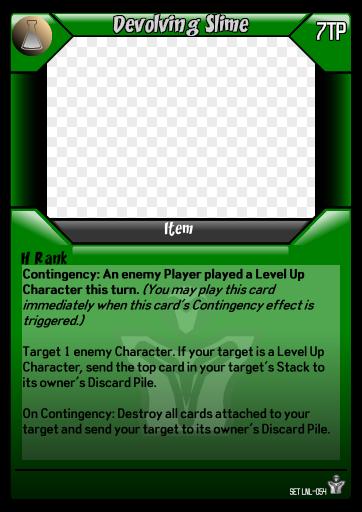 Devolving Slime
7TP
Item
H Rank
Contingency: An enemy Player played a Level Up
Character this turn. (You may play this card
immediately when this card's Contingency effect is
triggered.)
Target 1 enemy Character. If your target is a Level Up
Character, send the top card in your target's Stack to
its owner's Discard Pile.
On Contingency: Destroy all cards attached to your
target and send your target to its owner's Discard Pile.
SET LNL-054